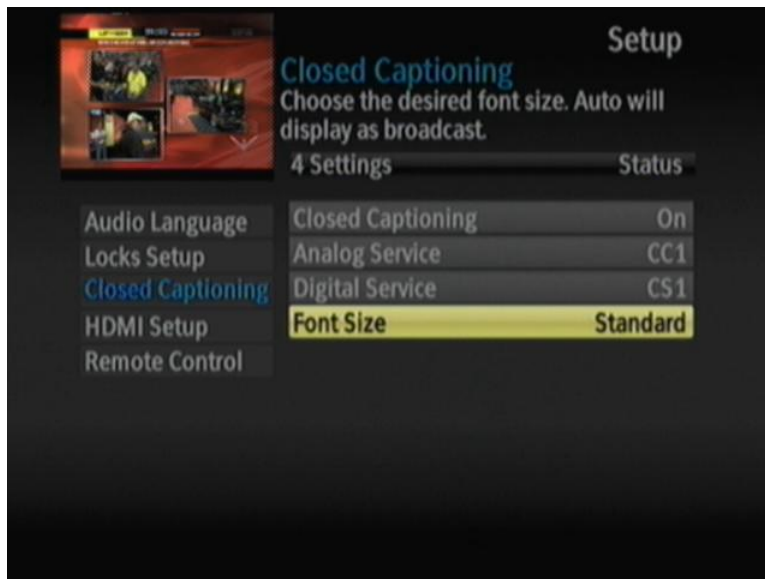 Setup
Closed Captioning
Choose the desired font size. Auto will
display as broadcast.
4 Settings Status
Audio Language
Locks Setup
Closed Captioning
HDMI Setup
Remote Control
Closed Captioning On
Analog Service CC1
Digital Service CS1
Font Size Standard